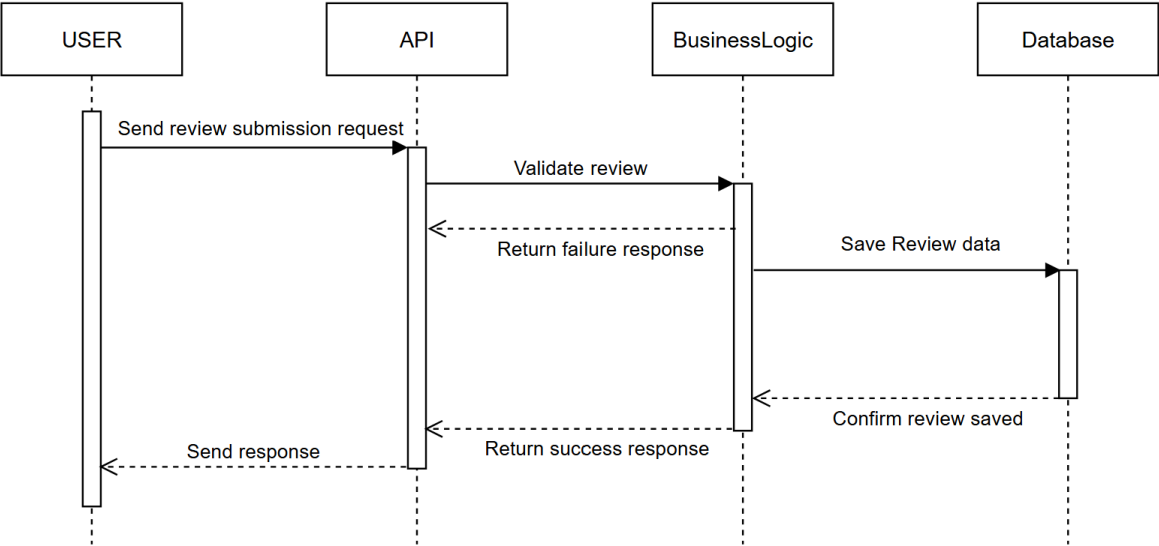 USER
API
BusinessLogic
Database
Send review submission request
Validate review
Return failure response
Save Review data
Confirm review saved
Return success response
Send response